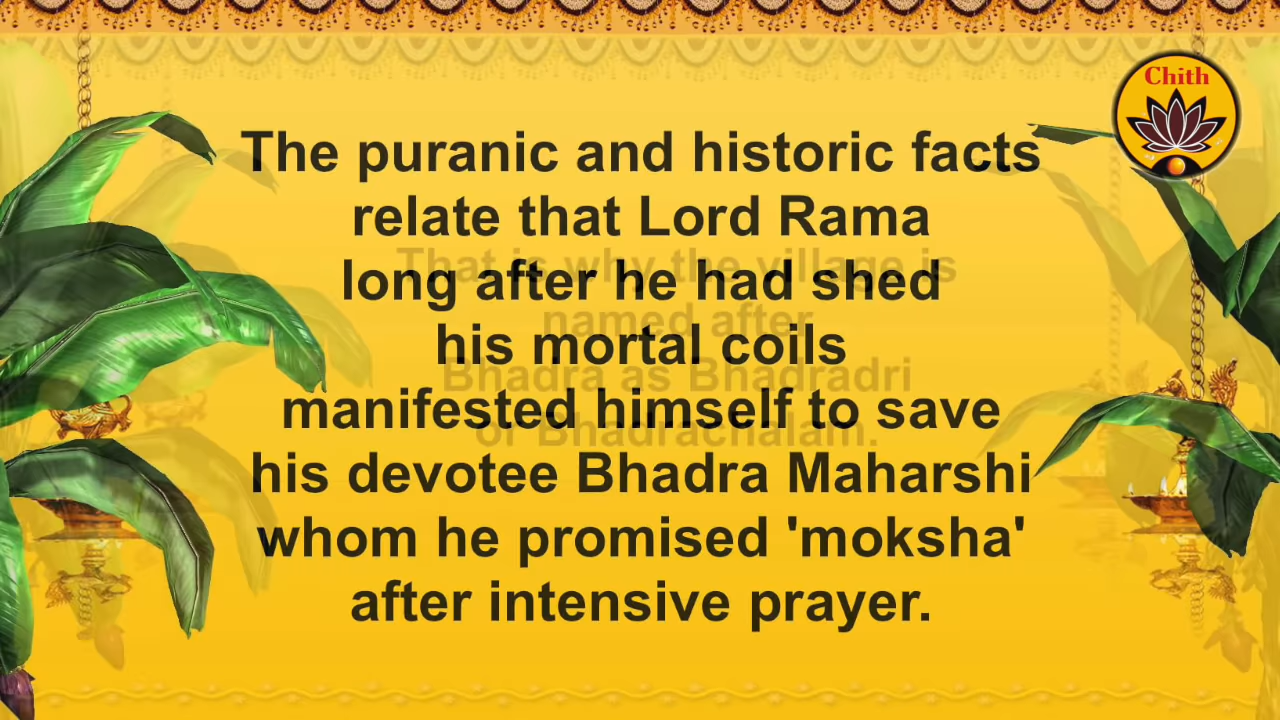 Chith
The puranic and historic facts
relate that Lord Rama
long after he had shed
his mortal coils
manifested himself to save
his devotee Bhadra Maharshi
whom he promised 'moksha'
after intensive prayer.
That is why the village is
named after
Bhadra as Bhadradri
or Bhadrachalam.